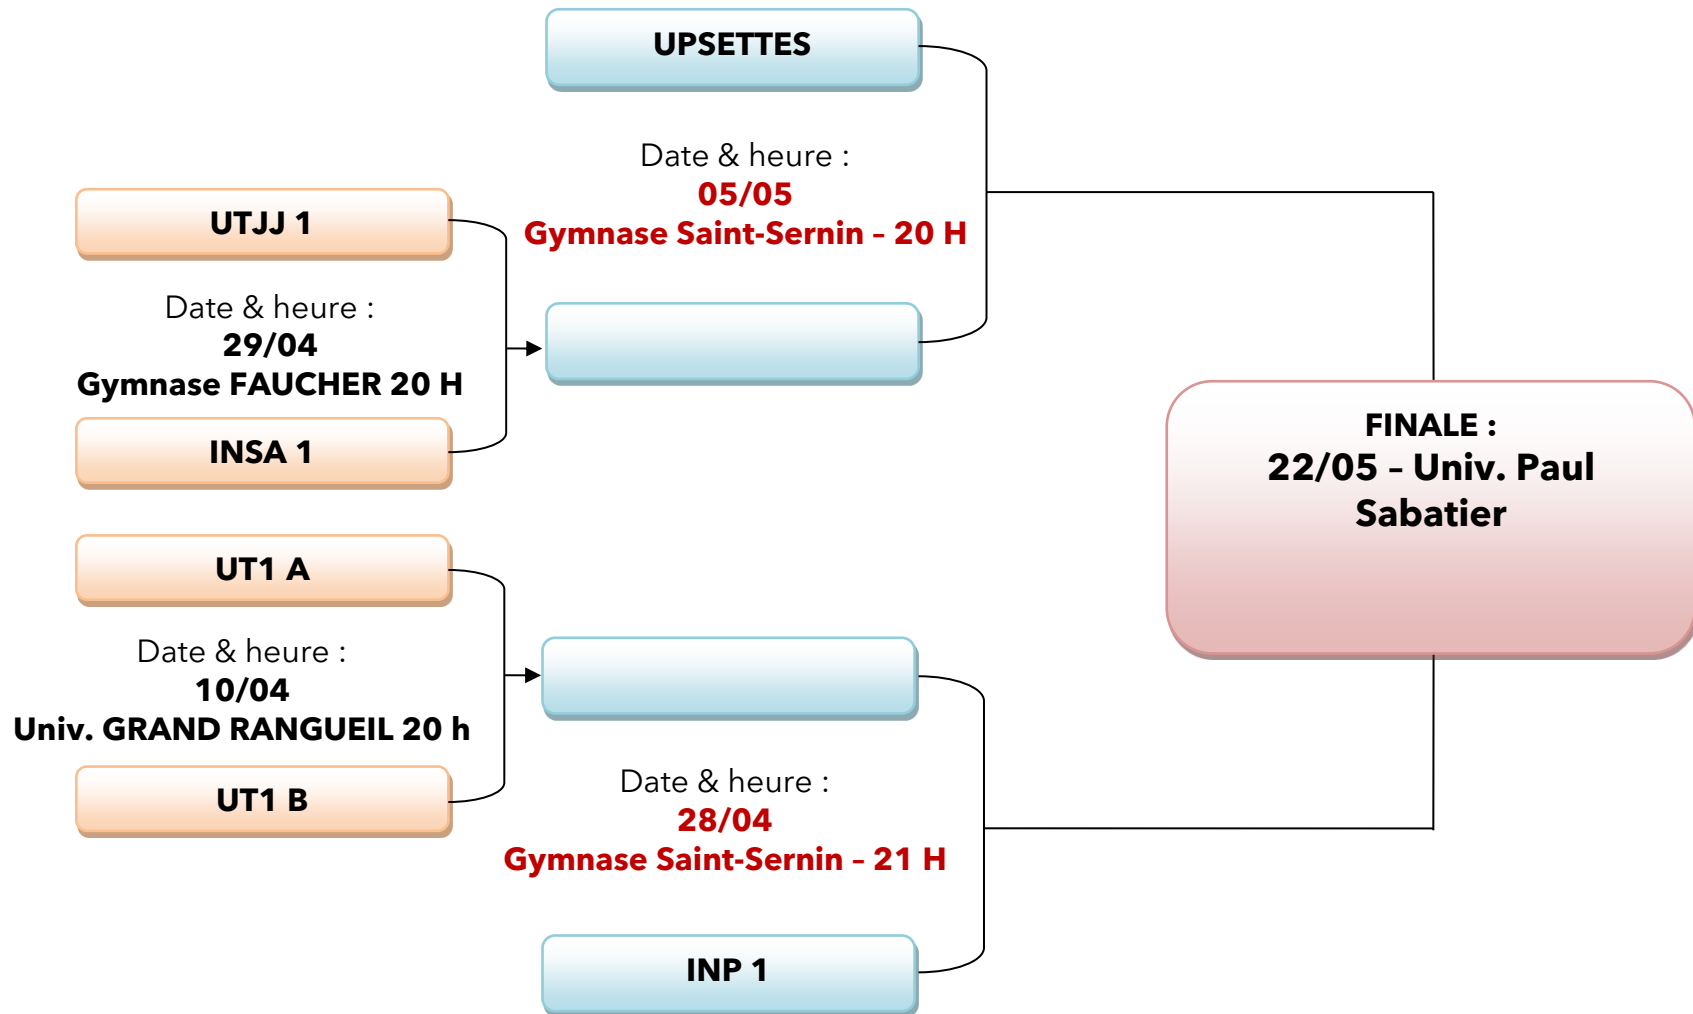 UPSETTES
Date & heure :
05/05
Gymnase Saint-Sernin – 20 H
UTJJ 1
Date & heure :
29/04
Gymnase FAUCHER 20 H
INSA 1
FINALE :
22/05 – Univ. Paul
Sabatier
UT1 A
Date & heure :
10/04
Univ. GRAND RANGUEIL 20 h
UT1 B
Date & heure :
28/04
Gymnase Saint-Sernin – 21 H
INP 1